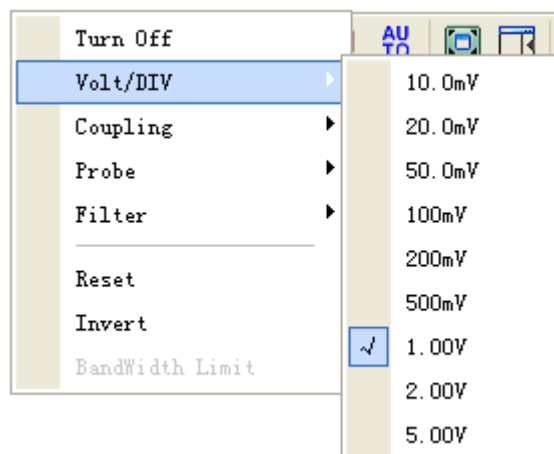 Turn Off
Volt/DIV
Coupling
Probe
Filter
Reset
Invert
BandWidth Limit
AU
TO
10.0mV
20.0mV
50.0mV
100mV
200mV
500mV
1.00V
2.00V
5.00V